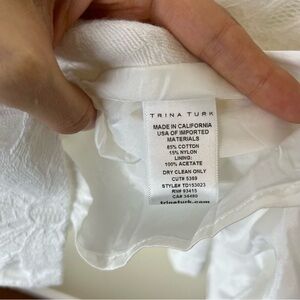 TRINA TURK
MADE IN CALIFORNIA
USA OF IMPORTED
MATERIALS
85% COTTON
15% NYLON
LINING:
100% ACETATE
DRY CLEAN ONLY
CUT# 5389
STYLE# TD153023
RN# 93415
CA# 34480
trinaturk.com